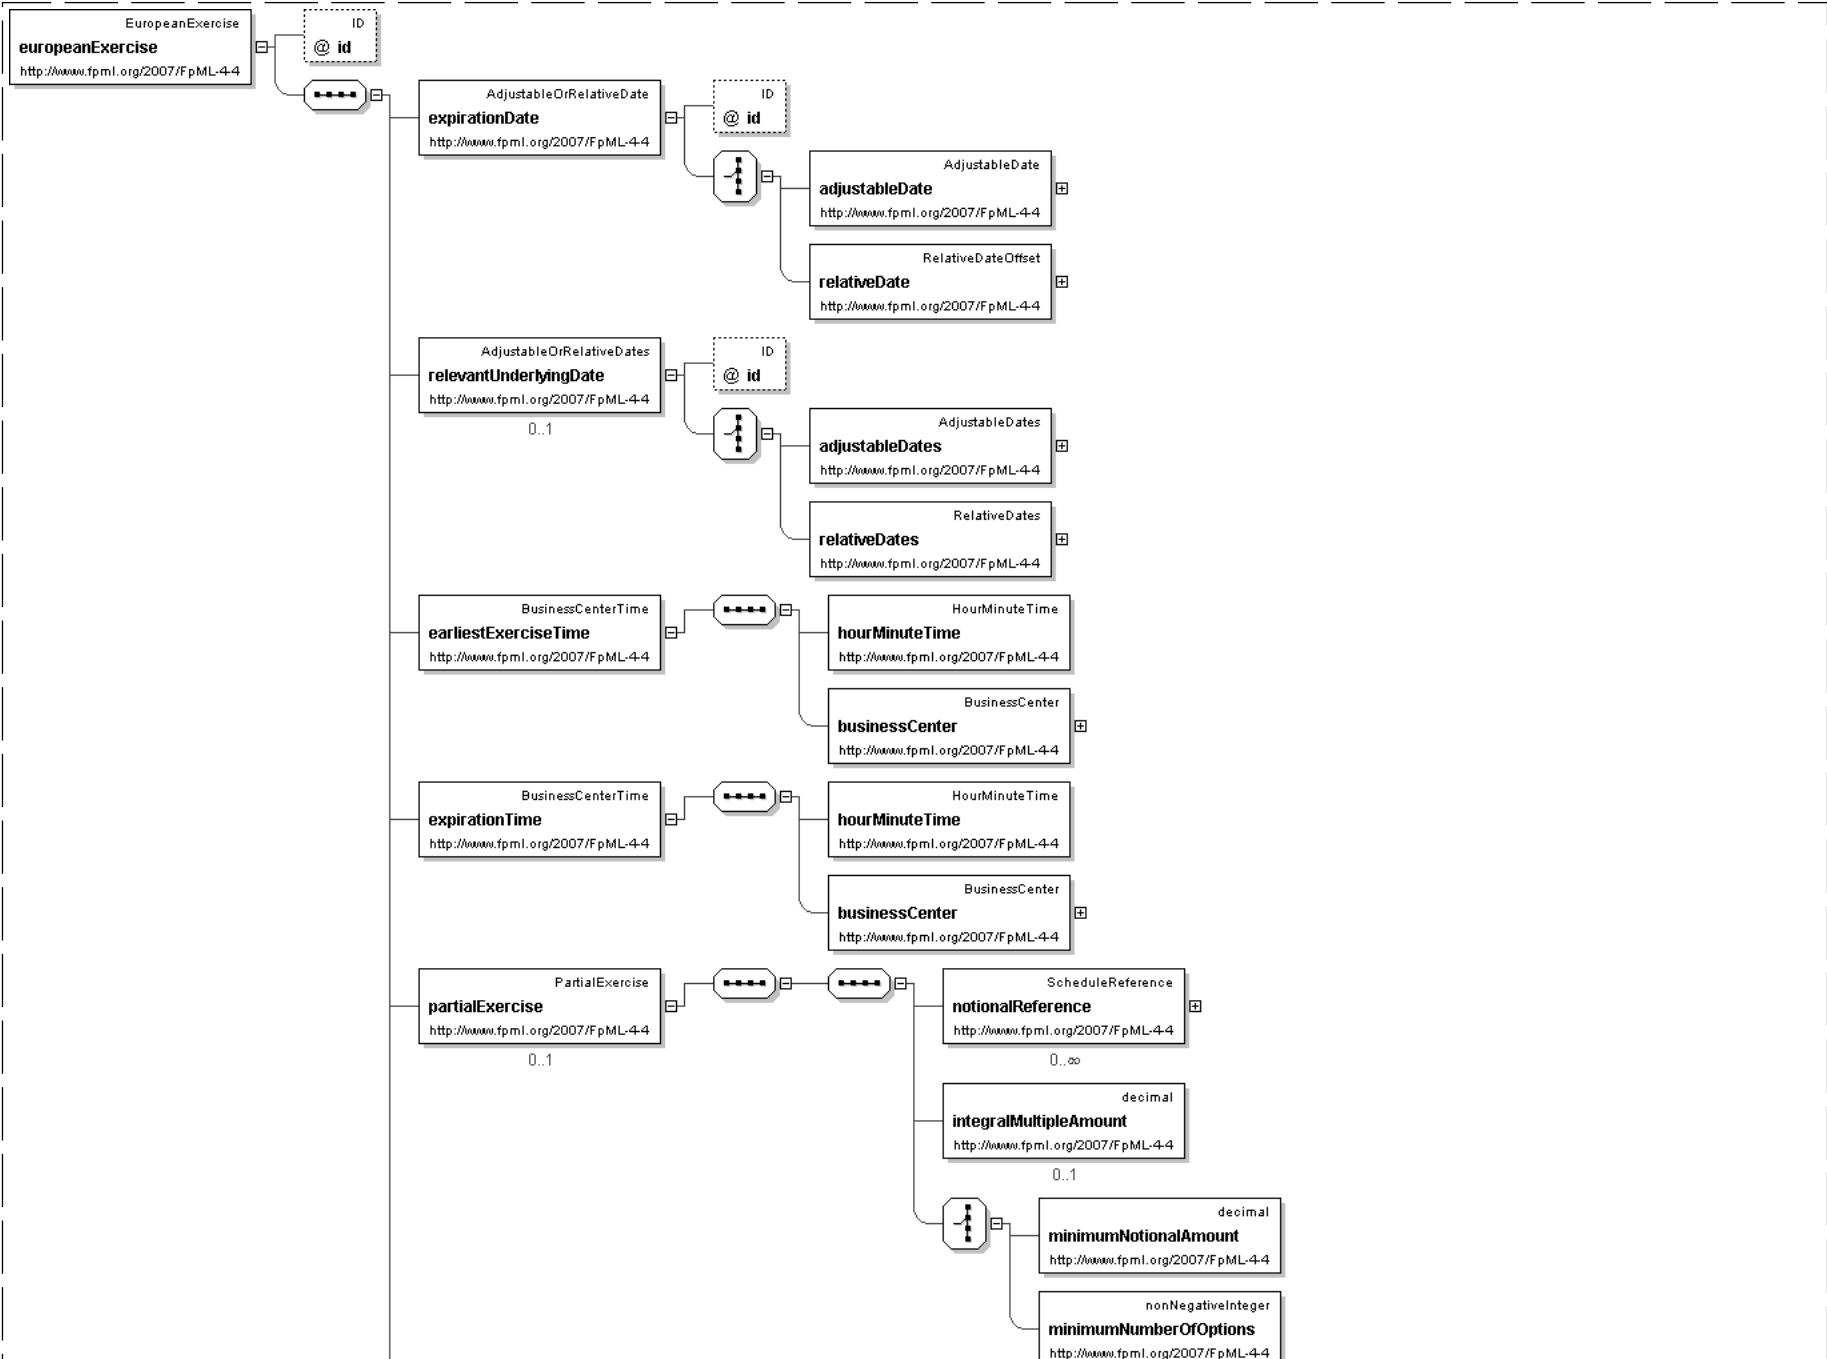 EuropeanExercise
europeanExercise
http://www.fpml.org/2007/FpML-4-4
ID
@ id
AdjustableOrRelativeDate
expirationDate
http://www.fpml.org/2007/FpML-4-4
ID
@ id
AdjustableDate
adjustableDate
http://www.fpml.org/2007/FpML-4-4
RelativeDateOffset
relativeDate
http://www.fpml.org/2007/FpML-4-4
AdjustableOrRelativeDates
relevantUnderlyingDate
http://www.fpml.org/2007/FpML-4-4
0..1
ID
@ id
AdjustableDates
adjustableDates
http://www.fpml.org/2007/FpML-4-4
RelativeDates
relativeDates
http://www.fpml.org/2007/FpML-4-4
BusinessCenterTime
earliestExerciseTime
http://www.fpml.org/2007/FpML-4-4
HourMinuteTime
hourMinuteTime
http://www.fpml.org/2007/FpML-4-4
BusinessCenter
businessCenter
http://www.fpml.org/2007/FpML-4-4
BusinessCenterTime
expirationTime
http://www.fpml.org/2007/FpML-4-4
HourMinuteTime
hourMinuteTime
http://www.fpml.org/2007/FpML-4-4
BusinessCenter
businessCenter
http://www.fpml.org/2007/FpML-4-4
PartialExercise
partialExercise
http://www.fpml.org/2007/FpML-4-4
0..1
ScheduleReference
notionalReference
http://www.fpml.org/2007/FpML-4-4
0..∞
decimal
integralMultipleAmount
http://www.fpml.org/2007/FpML-4-4
0..1
decimal
minimumNotionalAmount
http://www.fpml.org/2007/FpML-4-4
nonNegativeInteger
minimumNumberOfOptions
http://www.fpml.org/2007/FpML-4-4